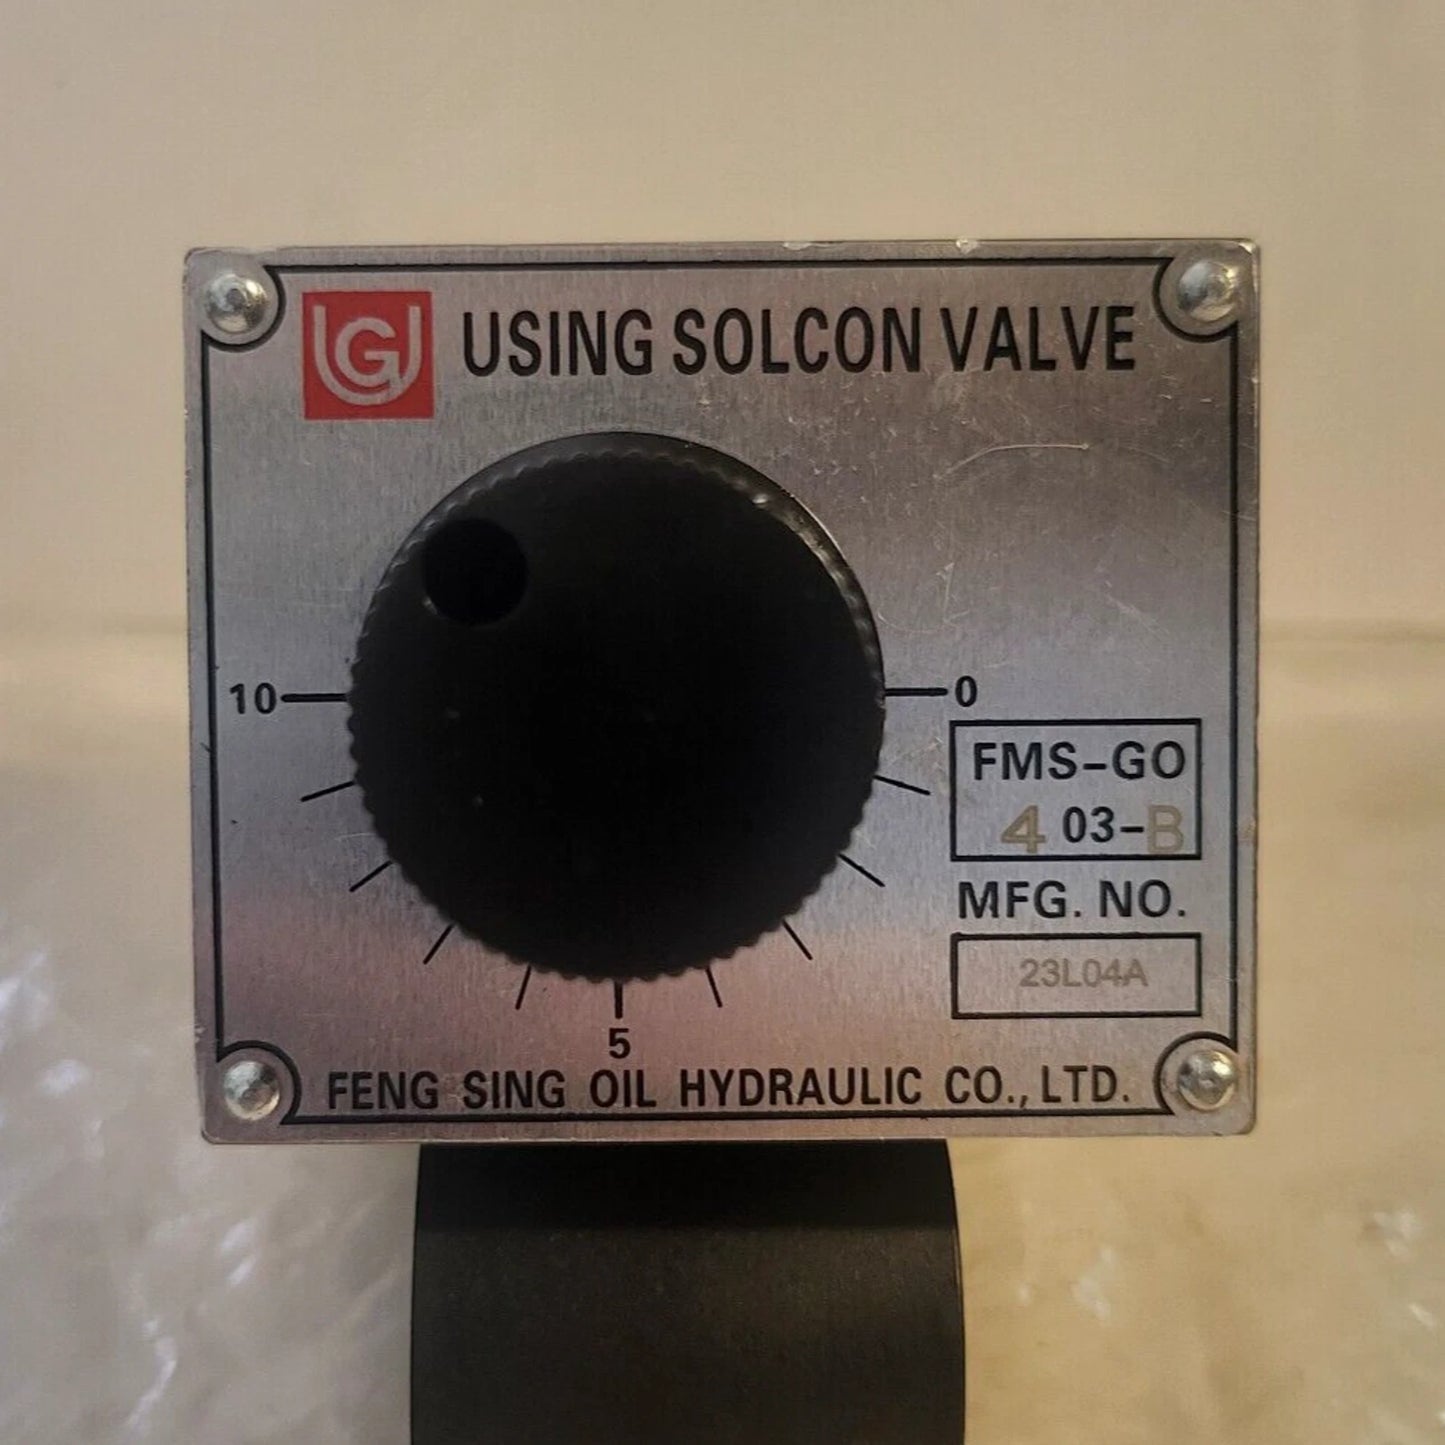 UG USING SOLCON VALVE
10 0
FMS-GO
4 03-B
MFG. NO.
23L04A
5
FENG SING OIL HYDRAULIC CO., LTD.